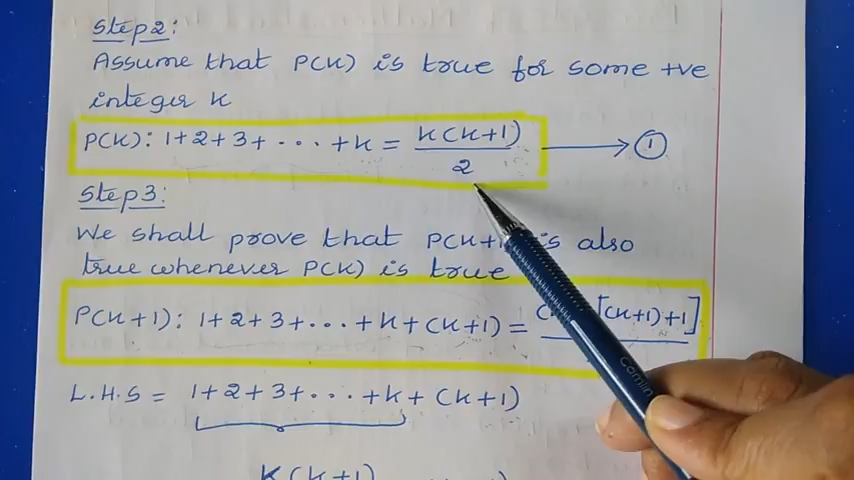 Step2:
Assume that P(K) is true for some +ve
integer K
P(K): 1+2+3+ . . . +K = K(K+1)/2 → 1
Step3:
We shall prove that P(K+1) is also
true whenever P(K) is true
P(K+1): 1+2+3+...+K+(K+1) = [(K+1)+1]
L.H.S = 1+2+3+...+K+(K+1)
K(K+1)
Camlin